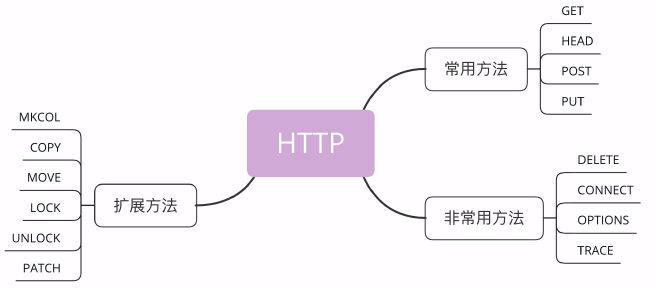 HTTP
常用方法
GET
HEAD
POST
PUT
非常用方法
DELETE
CONNECT
OPTIONS
TRACE
扩展方法
MKCOL
COPY
MOVE
LOCK
UNLOCK
PATCH